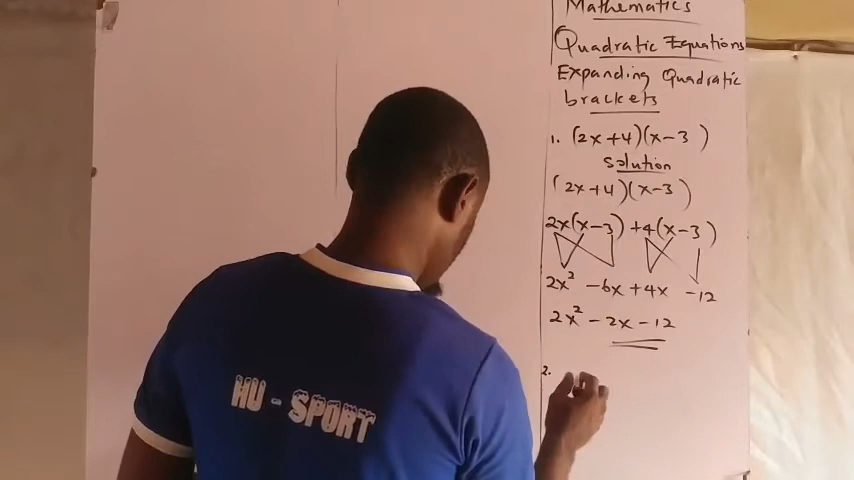 Mathematics
Quadratic Equations
Expanding Quadratic
brackets
1. (2x+4)(x-3)
Solution
(2x+4)(x-3)
2x(x-3)+4(x-3)
2x² -6x +4x -12
2x² - 2x - 12
2.
HU - SPORT